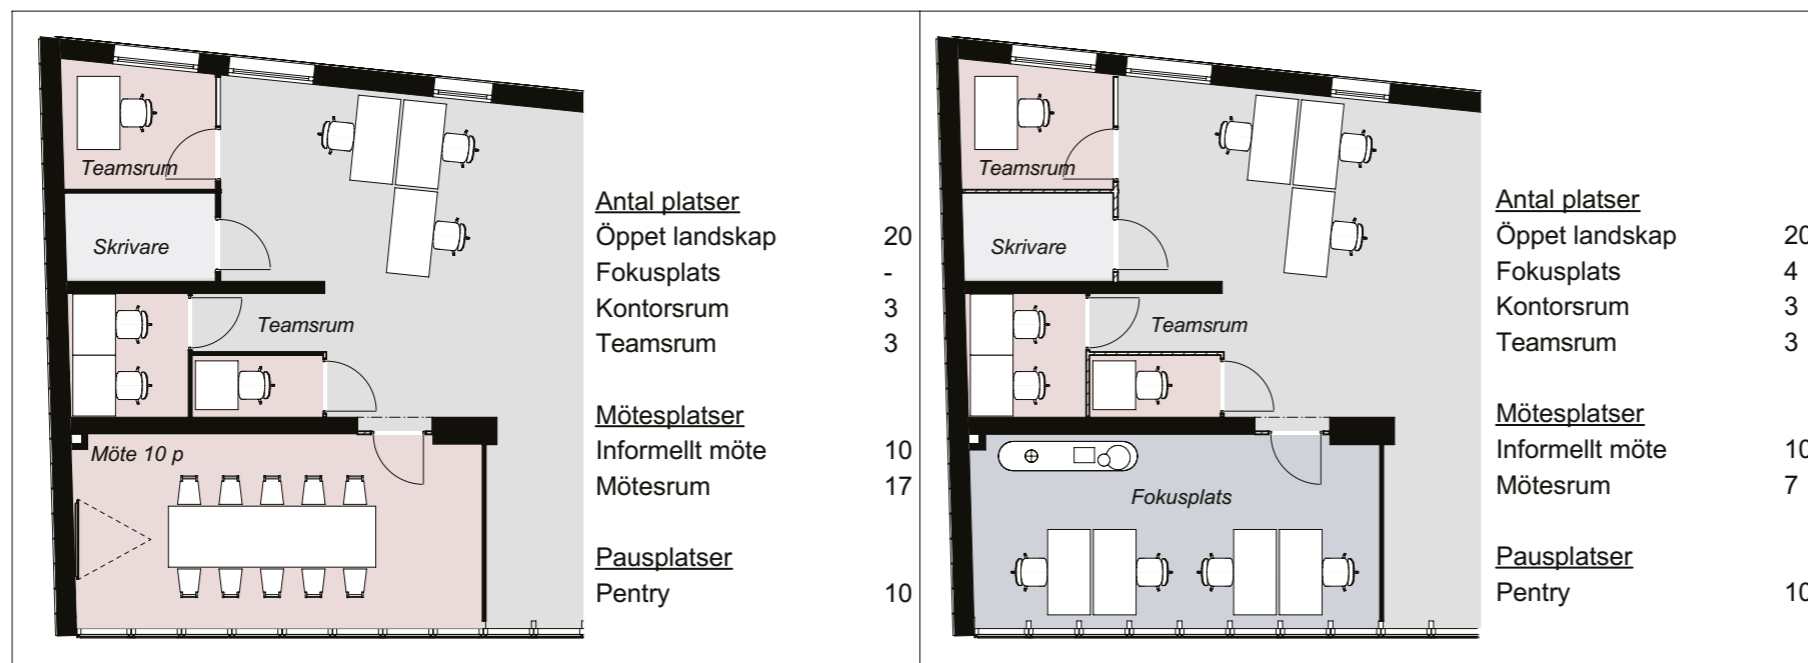 Teamsrum
Skrivare
Teamsrum
Möte 10 p
Antal platser
Öppet landskap 20
Fokusplats -
Kontorsrum 3
Teamsrum 3
Mötesplatser
Informellt möte 10
Mötesrum 17
Pausplatser
Pentry 10
Teamsrum
Skrivare
Teamsrum
Fokusplats
Antal platser
Öppet landskap 20
Fokusplats 4
Kontorsrum 3
Teamsrum 3
Mötesplatser
Informellt möte 10
Mötesrum 7
Pausplatser
Pentry 10